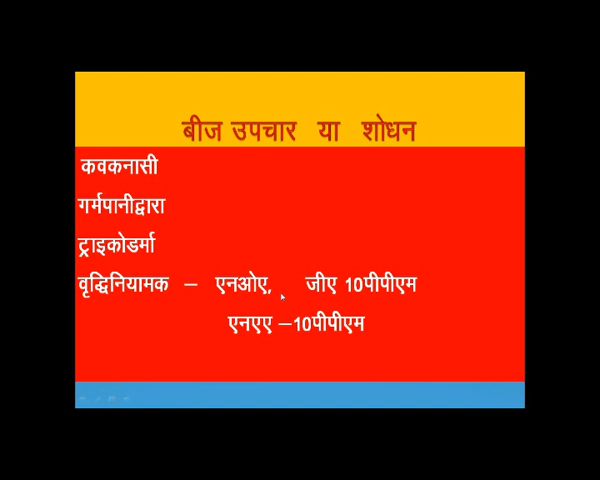 बीज उपचार या शोधन
कवकनासी
गर्मपानीद्वारा
ट्राइकोडर्मा
वृद्धिनियामक – एनओए, जीए 10पीपीएम
एनएए –10पीपीएम